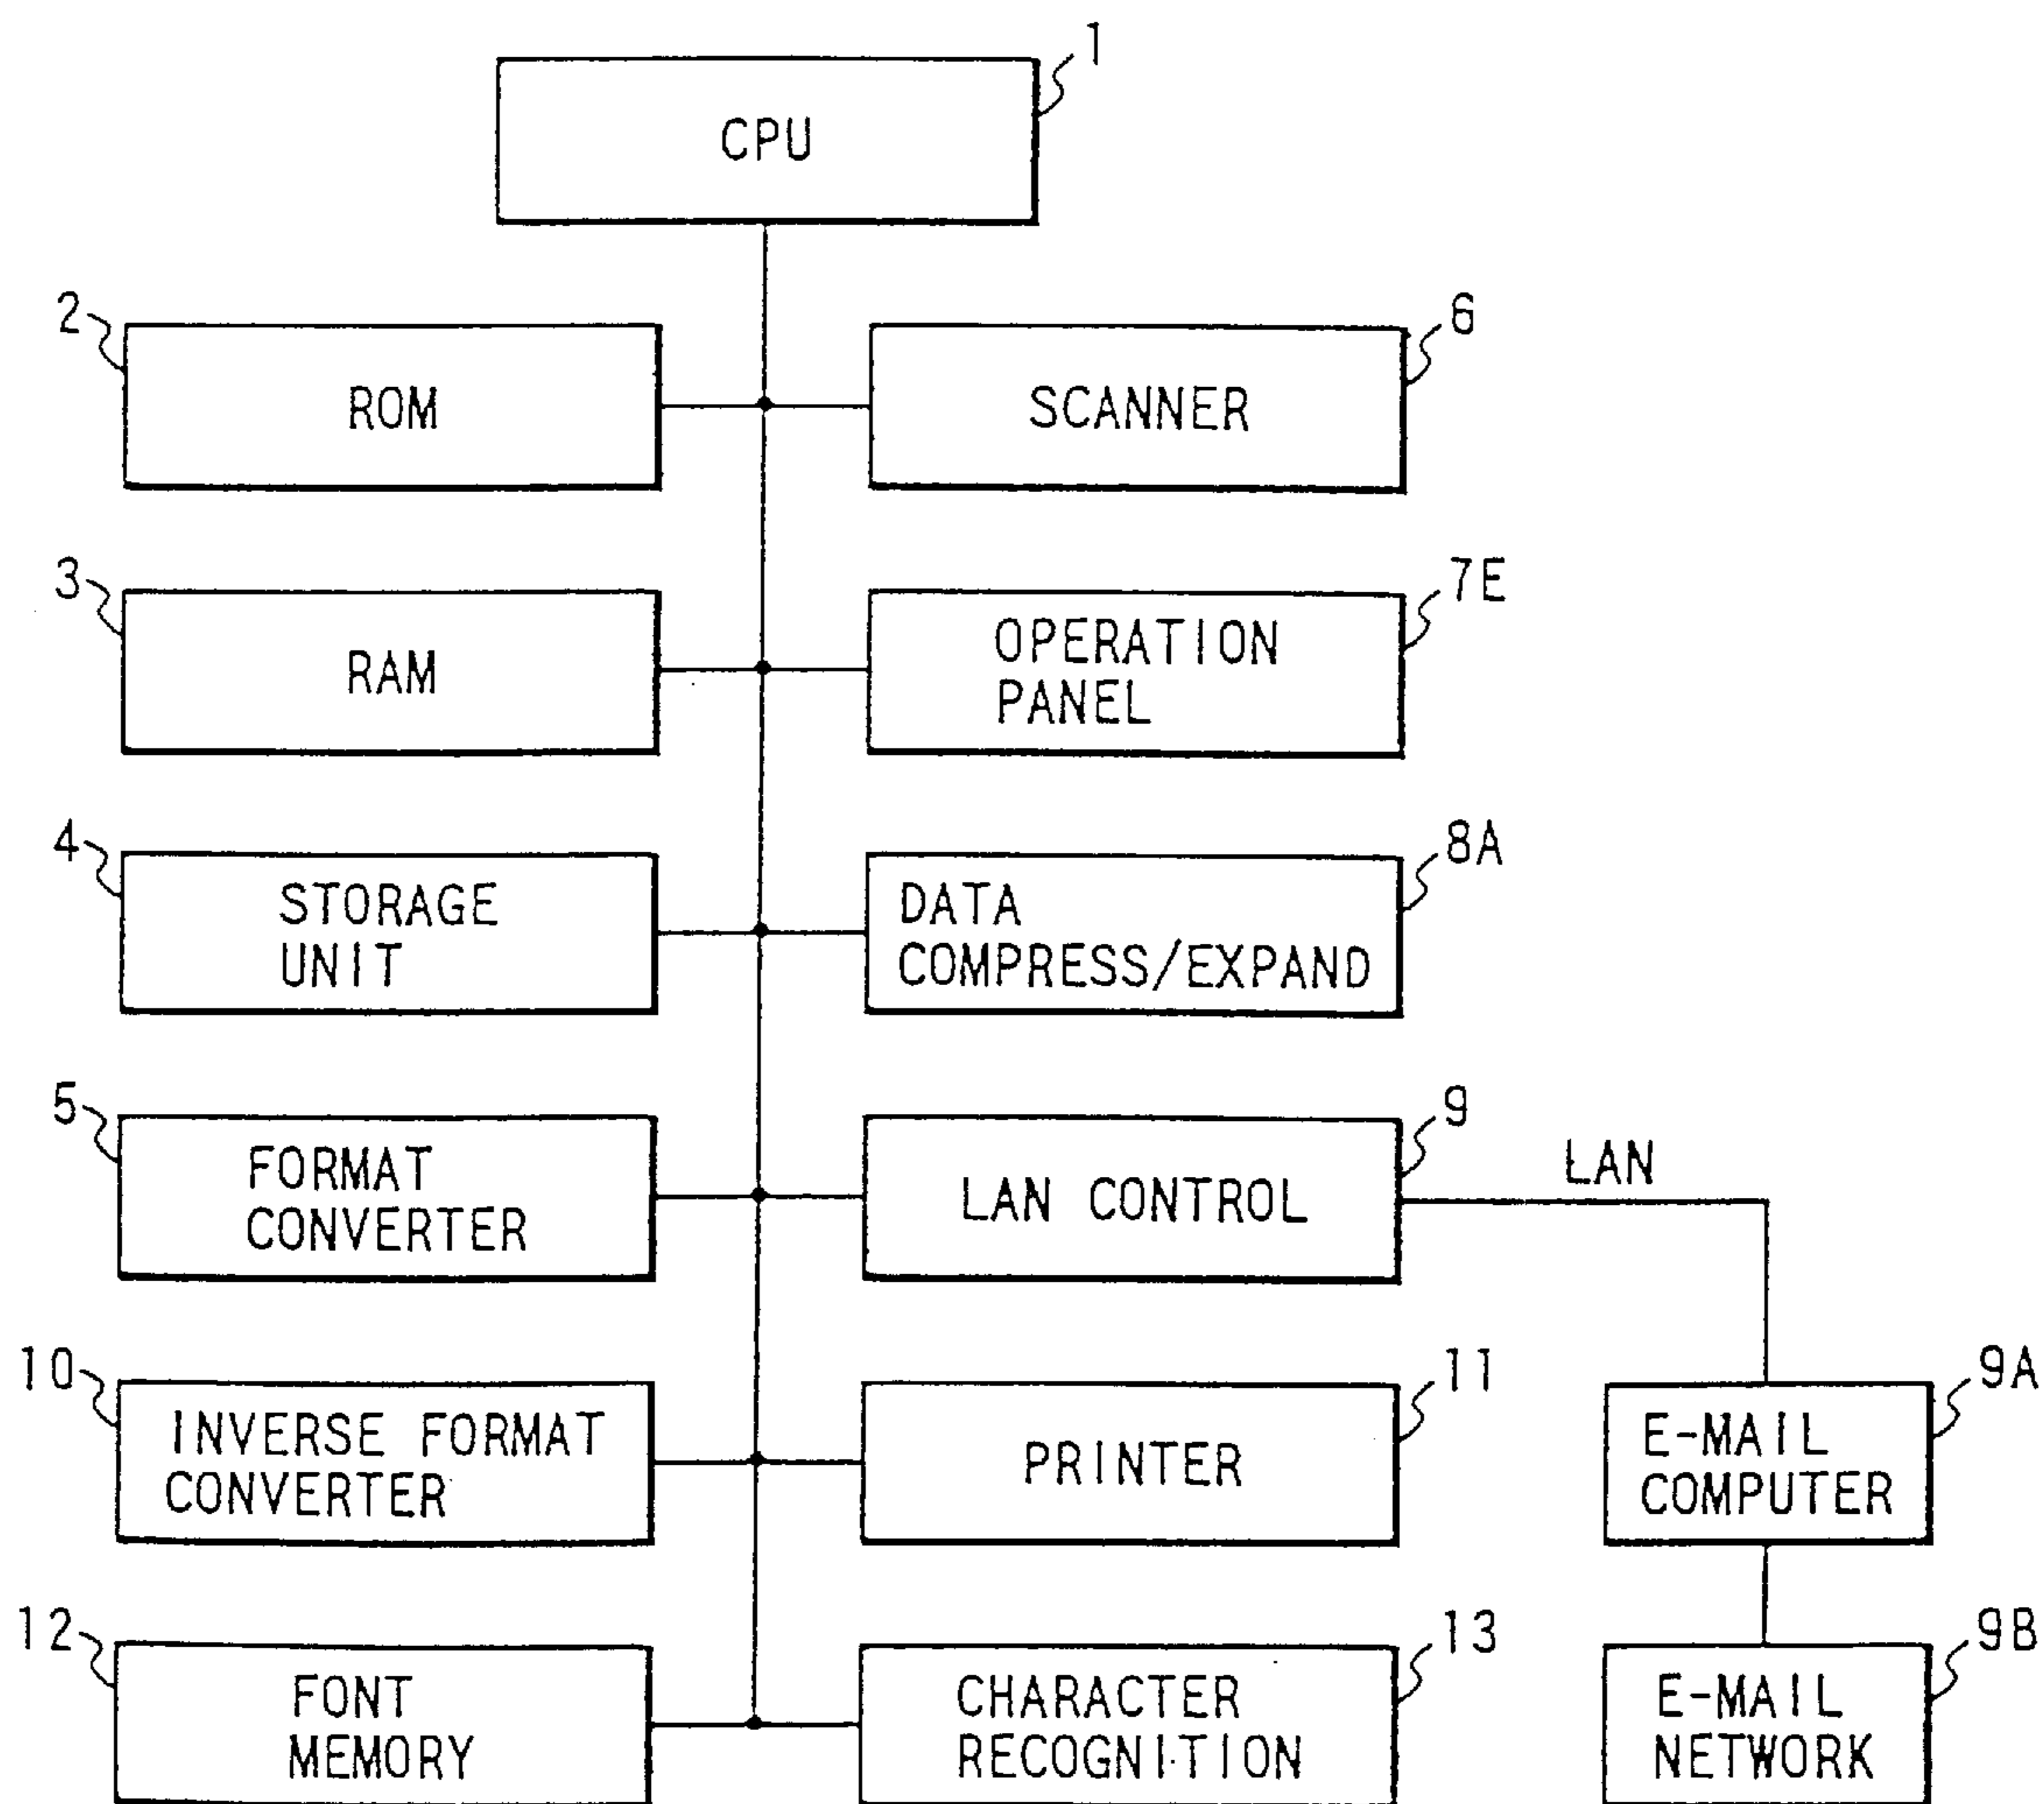 1
CPU
2
ROM
6
SCANNER
3
RAM
7E
OPERATION
PANEL
4
STORAGE
UNIT
8A
DATA
COMPRESS/EXPAND
5
FORMAT
CONVERTER
9
LAN CONTROL
LAN
10
INVERSE FORMAT
CONVERTER
11
PRINTER
9A
E-MAIL
COMPUTER
12
FONT
MEMORY
13
CHARACTER
RECOGNITION
9B
E-MAIL
NETWORK